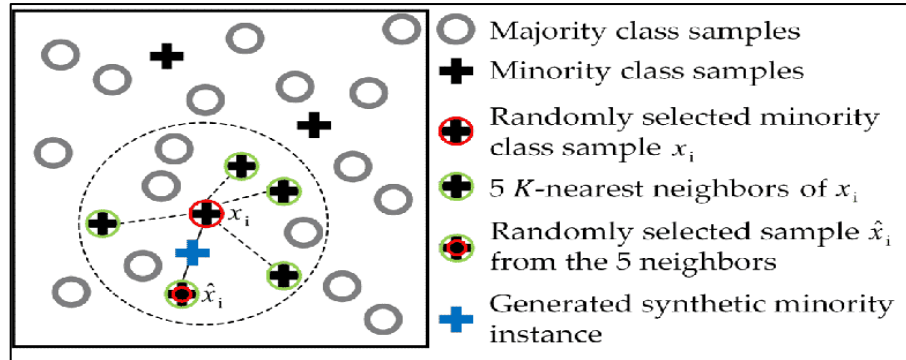 Majority class samples
Minority class samples
Randomly selected minority
class sample xᵢ
5 K-nearest neighbors of xᵢ
Randomly selected sample x̂ᵢ
from the 5 neighbors
Generated synthetic minority
instance
xᵢ
x̂ᵢ